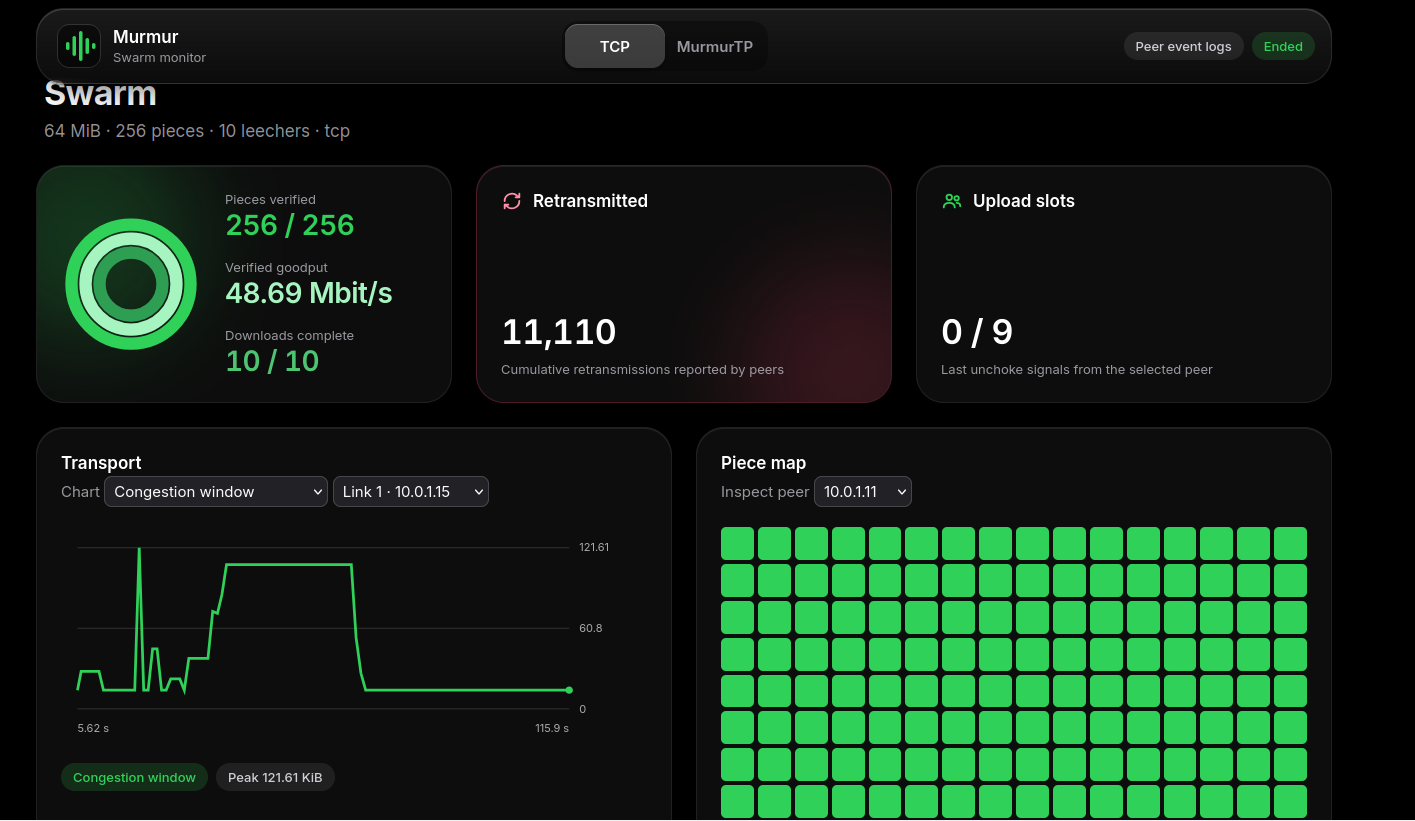 Murmur
Swarm monitor
TCP
MurmurTP
Peer event logs
Ended
Swarm
64 MiB · 256 pieces · 10 leechers · tcp
Pieces verified
256 / 256
Verified goodput
48.69 Mbit/s
Downloads complete
10 / 10
Retransmitted
11,110
Cumulative retransmissions reported by peers
Upload slots
0 / 9
Last unchoke signals from the selected peer
Transport
Chart Congestion window Link 1 · 10.0.1.15
121.61
60.8
0
5.62 s 115.9 s
Congestion window Peak 121.61 KiB
Piece map
Inspect peer 10.0.1.11